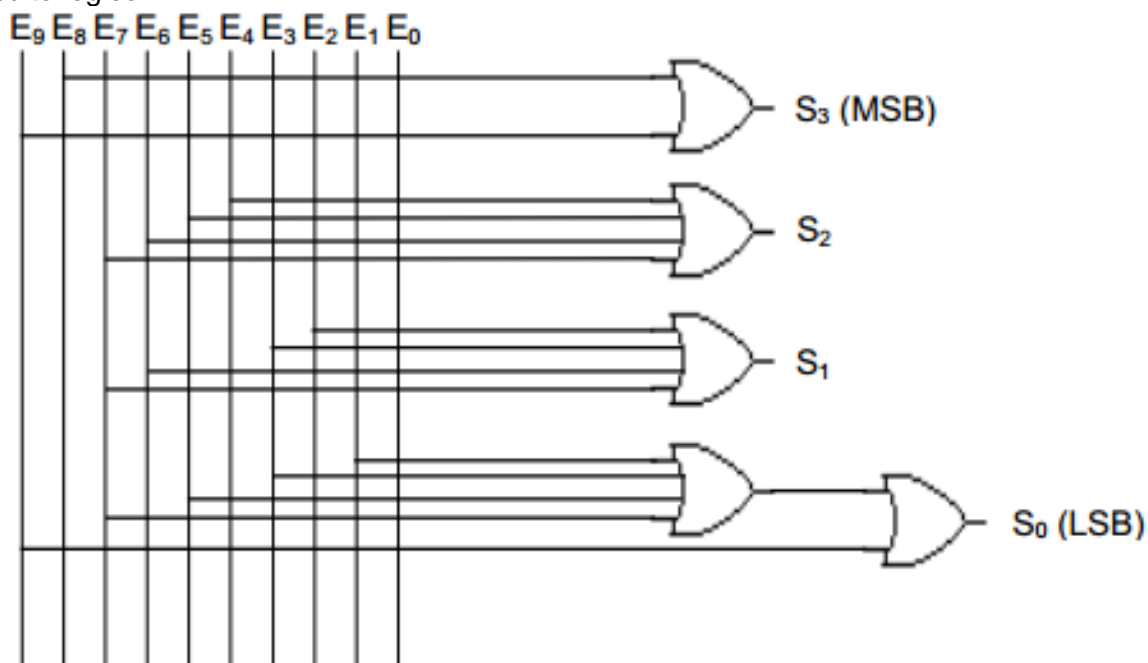 E₉ E₈ E₇ E₆ E₅ E₄ E₃ E₂ E₁ E₀
S₃ (MSB)
S₂
S₁
S₀ (LSB)